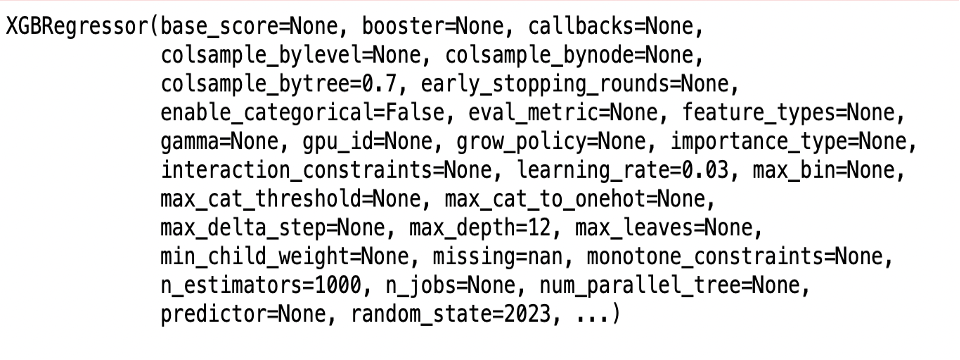 XGBRegressor(base_score=None, booster=None, callbacks=None,
colsample_bylevel=None, colsample_bynode=None,
colsample_bytree=0.7, early_stopping_rounds=None,
enable_categorical=False, eval_metric=None, feature_types=None,
gamma=None, gpu_id=None, grow_policy=None, importance_type=None,
interaction_constraints=None, learning_rate=0.03, max_bin=None,
max_cat_threshold=None, max_cat_to_onehot=None,
max_delta_step=None, max_depth=12, max_leaves=None,
min_child_weight=None, missing=nan, monotone_constraints=None,
n_estimators=1000, n_jobs=None, num_parallel_tree=None,
predictor=None, random_state=2023, ...)